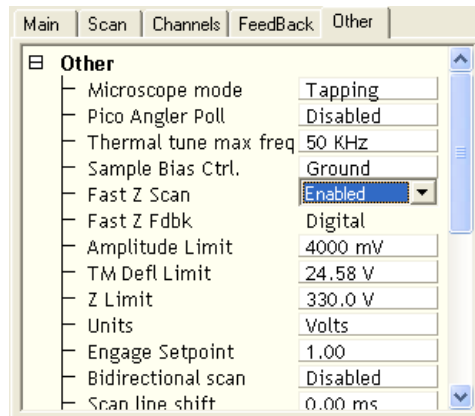 Main Scan Channels FeedBack Other
Other
Microscope mode Tapping
Pico Angler Poll Disabled
Thermal tune max freq 50 KHz
Sample Bias Ctrl. Ground
Fast Z Scan Enabled
Fast Z Fdbk Digital
Amplitude Limit 4000 mV
TM Defl Limit 24.58 V
Z Limit 330.0 V
Units Volts
Engage Setpoint 1.00
Bidirectional scan Disabled
Scan line shift 0.00 ms